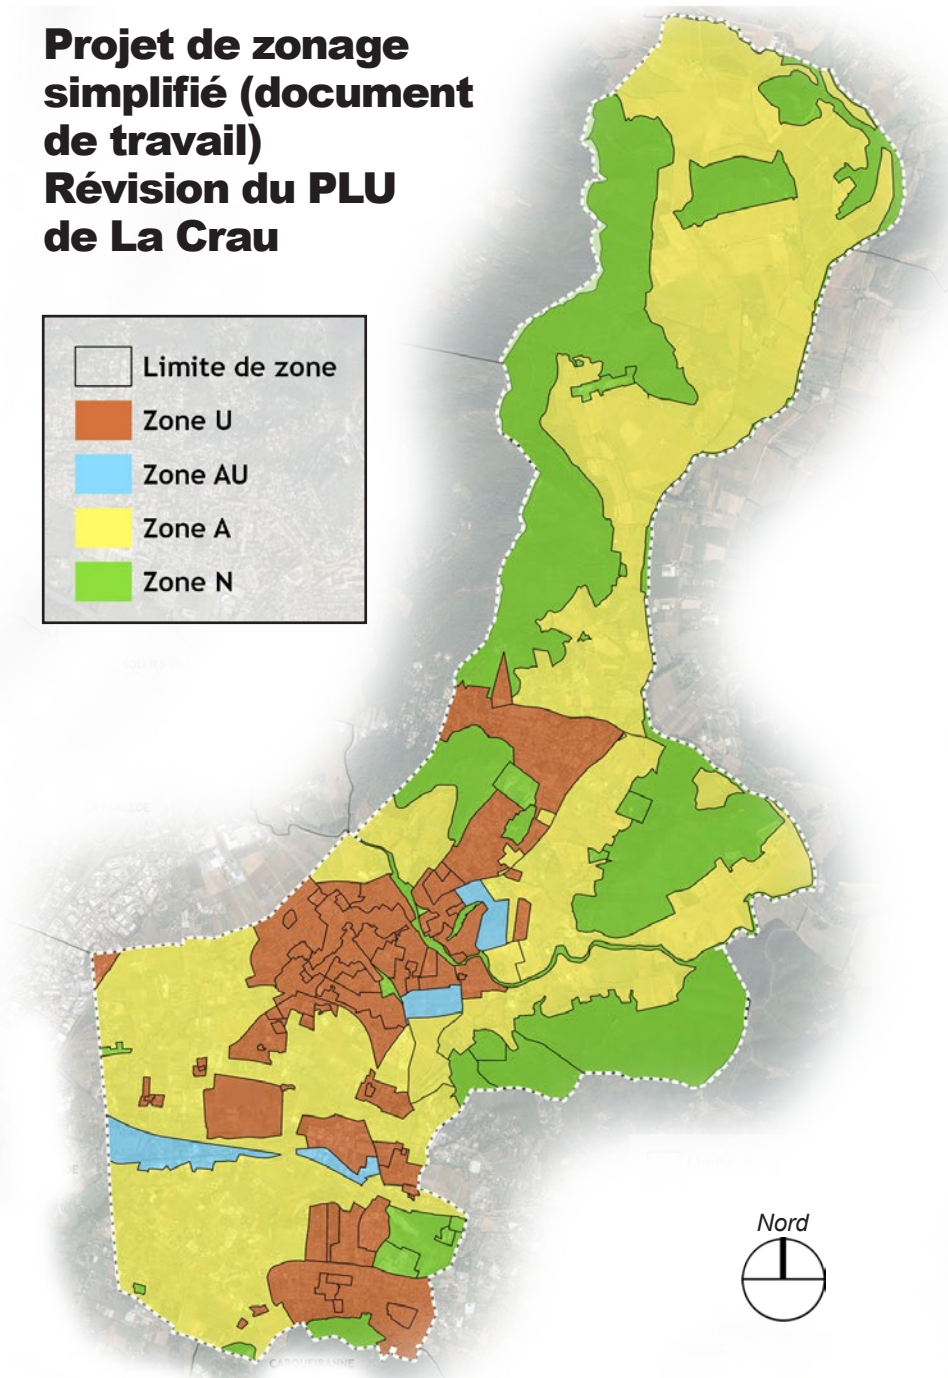 Projet de zonage
simplifié (document
de travail)
Révision du PLU
de La Crau
Limite de zone
Zone U
Zone AU
Zone A
Zone N
Nord
CARQUEIRANNE